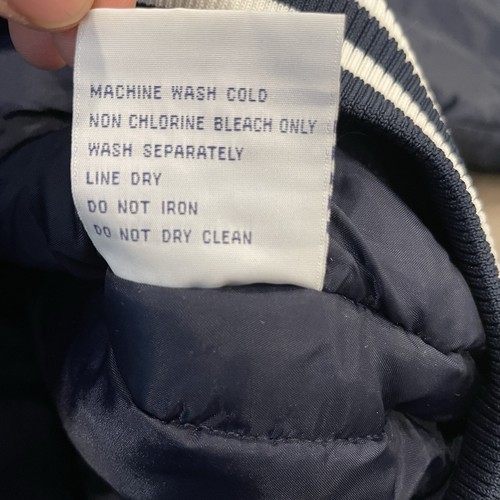 MACHINE WASH COLD
NON CHLORINE BLEACH ONLY
WASH SEPARATELY
LINE DRY
DO NOT IRON
DO NOT DRY CLEAN